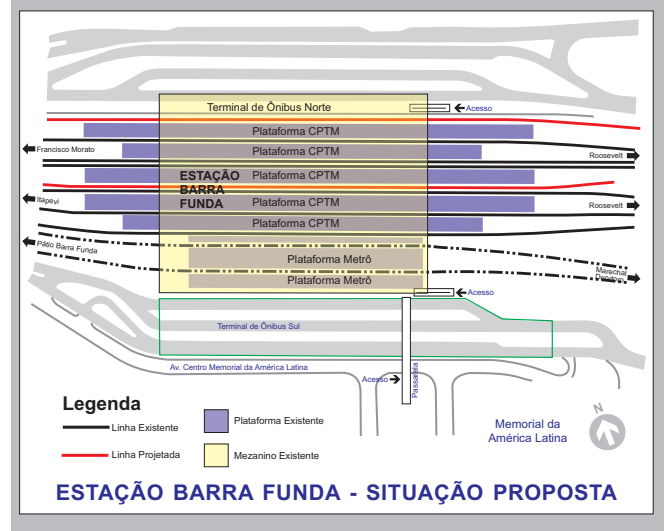 Terminal de Ônibus Norte
Acesso
Plataforma CPTM
Francisco Morato
Plataforma CPTM
Roosevelt
ESTAÇÃO
BARRA
FUNDA
Plataforma CPTM
Itapevi
Plataforma CPTM
Roosevelt
Plataforma CPTM
Pátio Barra Funda
Plataforma Metrô
Marechal
Deodoro
Plataforma Metrô
Acesso
Terminal de Ônibus Sul
Av. Centro Memorial da América Latina
Acesso
Passarela
Legenda
Linha Existente
Plataforma Existente
Linha Projetada
Mezanino Existente
Memorial da
América Latina
N
ESTAÇÃO BARRA FUNDA - SITUAÇÃO PROPOSTA